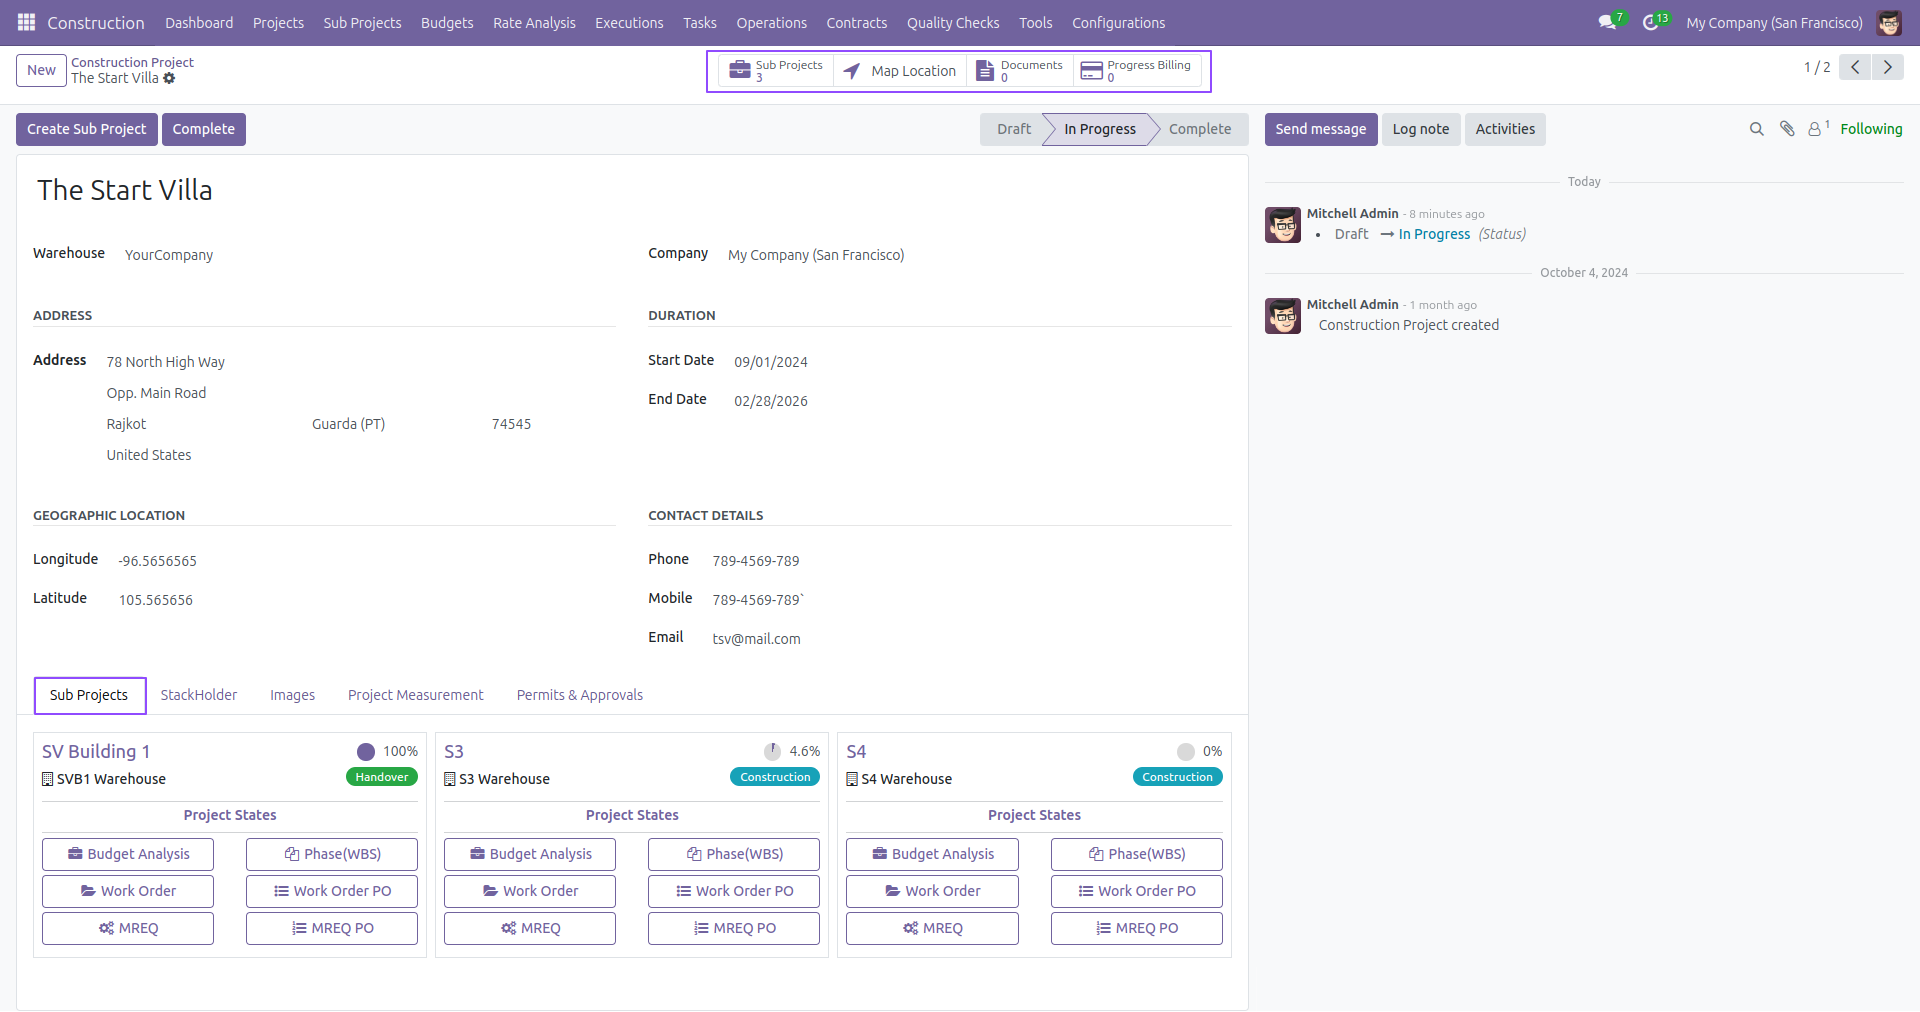 Construction Dashboard Projects Sub Projects Budgets Rate Analysis Executions Tasks Operations Contracts Quality Checks Tools Configurations 7 13 My Company (San Francisco)
New
Construction Project
The Start Villa
Sub Projects
3
Map Location
Documents
0
Progress Billing
0
1 / 2
Create Sub Project Complete
Draft In Progress Complete
Send message Log note Activities 1 Following
The Start Villa
Warehouse YourCompany
Company My Company (San Francisco)
ADDRESS
Address 78 North High Way
Opp. Main Road
Rajkot Guarda (PT) 74545
United States
DURATION
Start Date 09/01/2024
End Date 02/28/2026
GEOGRAPHIC LOCATION
Longitude -96.5656565
Latitude 105.565656
CONTACT DETAILS
Phone 789-4569-789
Mobile 789-4569-789`
Email tsv@mail.com
Sub Projects StackHolder Images Project Measurement Permits & Approvals
SV Building 1 100%
SVB1 Warehouse Handover
Project States
Budget Analysis Phase(WBS)
Work Order Work Order PO
MREQ MREQ PO
S3 4.6%
S3 Warehouse Construction
Project States
Budget Analysis Phase(WBS)
Work Order Work Order PO
MREQ MREQ PO
S4 0%
S4 Warehouse Construction
Project States
Budget Analysis Phase(WBS)
Work Order Work Order PO
MREQ MREQ PO
Today
Mitchell Admin - 8 minutes ago
• Draft → In Progress (Status)
October 4, 2024
Mitchell Admin - 1 month ago
Construction Project created